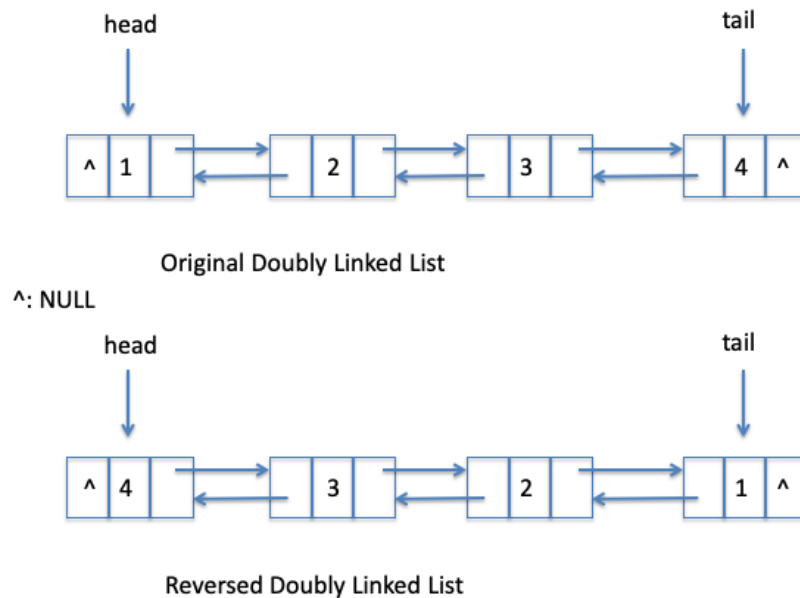 head tail
^ 1 2 3 4 ^
Original Doubly Linked List
^: NULL
head tail
^ 4 3 2 1 ^
Reversed Doubly Linked List